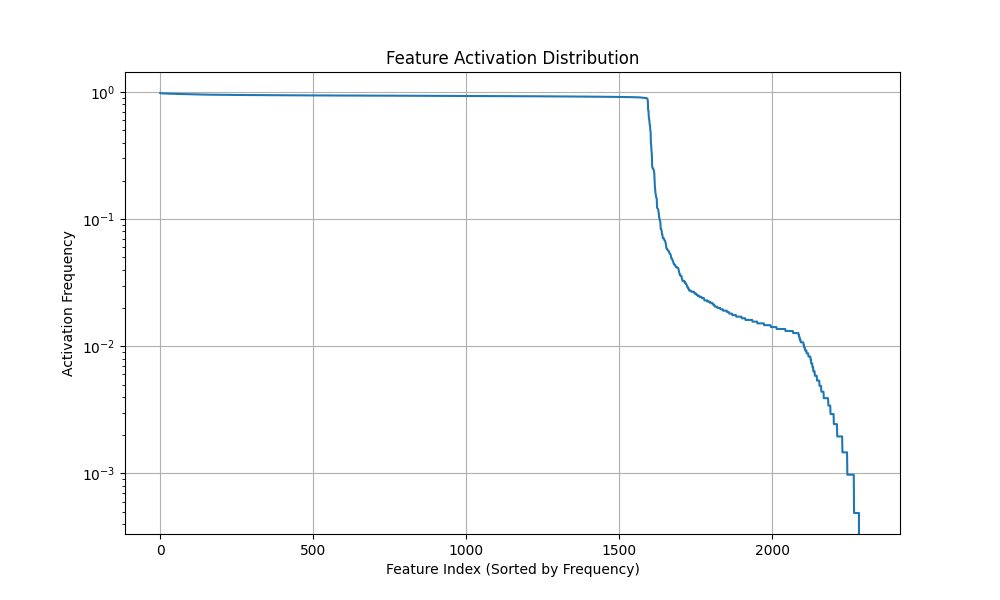 Feature Activation Distribution
Activation Frequency
10⁰
10⁻¹
10⁻²
10⁻³
0 500 1000 1500 2000
Feature Index (Sorted by Frequency)